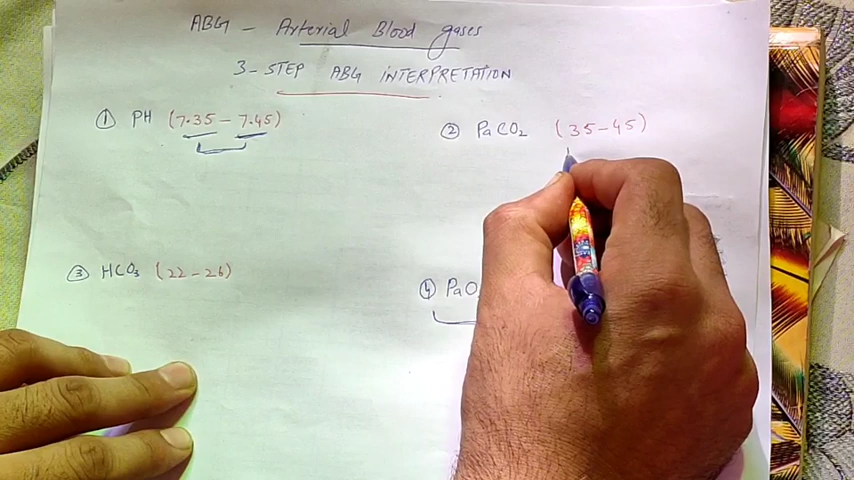 ABG - Arterial Blood gases
3-STEP ABG INTERPRETATION
① PH (7.35 - 7.45)
② PaCO₂ (35-45)
③ HCO₃ (22-26)
④ PaO